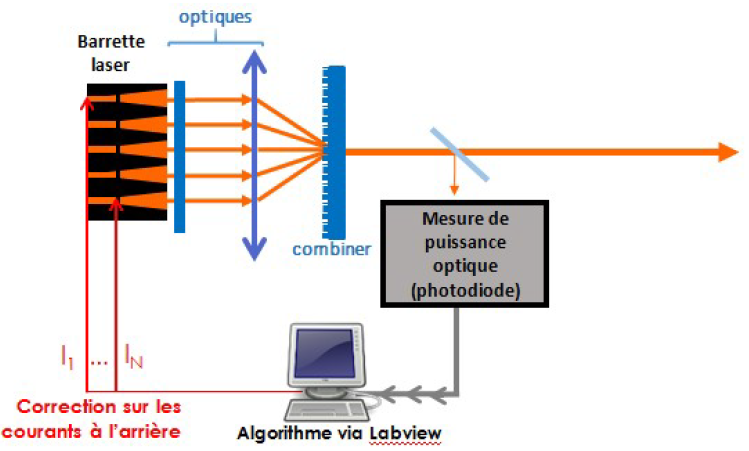 optiques
Barrette
laser
combiner
Mesure de
puissance
optique
(photodiode)
I1 ... IN
Correction sur les
courants à l'arrière
Algorithme via Labview